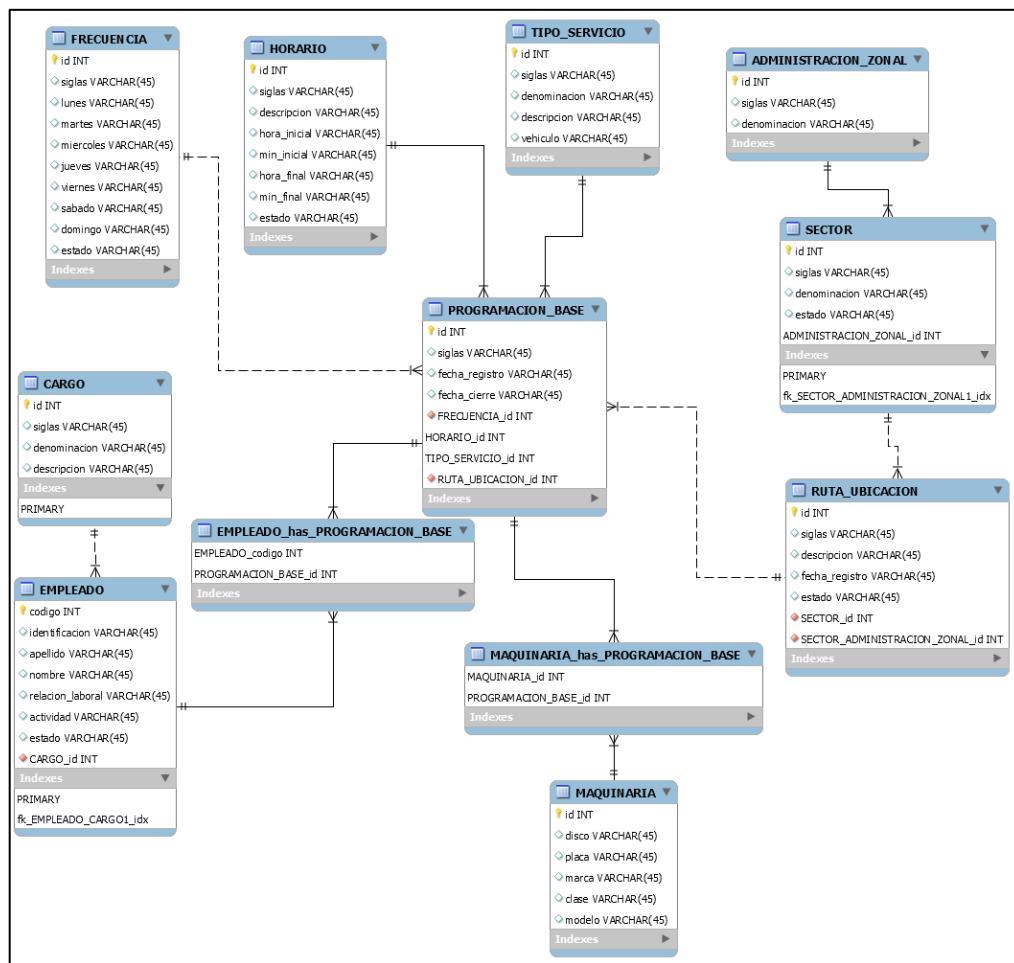 FRECUENCIA
id INT
siglas VARCHAR(45)
lunes VARCHAR(45)
martes VARCHAR(45)
miercoles VARCHAR(45)
jueves VARCHAR(45)
viernes VARCHAR(45)
sabado VARCHAR(45)
domingo VARCHAR(45)
estado VARCHAR(45)
Indexes
HORARIO
id INT
siglas VARCHAR(45)
descripcion VARCHAR(45)
hora_inicial VARCHAR(45)
min_inicial VARCHAR(45)
hora_final VARCHAR(45)
min_final VARCHAR(45)
estado VARCHAR(45)
Indexes
TIPO_SERVICIO
id INT
siglas VARCHAR(45)
denominacion VARCHAR(45)
descripcion VARCHAR(45)
vehiculo VARCHAR(45)
Indexes
ADMINISTRACION_ZONAL
id INT
siglas VARCHAR(45)
denominacion VARCHAR(45)
Indexes
SECTOR
id INT
siglas VARCHAR(45)
denominacion VARCHAR(45)
estado VARCHAR(45)
ADMINISTRACION_ZONAL_id INT
Indexes
PRIMARY
fk_SECTOR_ADMINISTRACION_ZONAL1_idx
PROGRAMACION_BASE
id INT
siglas VARCHAR(45)
fecha_registro VARCHAR(45)
fecha_cierre VARCHAR(45)
FRECUENCIA_id INT
HORARIO_id INT
TIPO_SERVICIO_id INT
RUTA_UBICACION_id INT
Indexes
CARGO
id INT
siglas VARCHAR(45)
denominacion VARCHAR(45)
descripcion VARCHAR(45)
Indexes
PRIMARY
RUTA_UBICACION
id INT
siglas VARCHAR(45)
descripcion VARCHAR(45)
fecha_registro VARCHAR(45)
estado VARCHAR(45)
SECTOR_id INT
SECTOR_ADMINISTRACION_ZONAL_id INT
Indexes
EMPLEADO_has_PROGRAMACION_BASE
EMPLEADO_codigo INT
PROGRAMACION_BASE_id INT
Indexes
EMPLEADO
codigo INT
identificacion VARCHAR(45)
apellido VARCHAR(45)
nombre VARCHAR(45)
relacion_laboral VARCHAR(45)
actividad VARCHAR(45)
estado VARCHAR(45)
CARGO_id INT
Indexes
PRIMARY
fk_EMPLEADO_CARGO1_idx
MAQUINARIA_has_PROGRAMACION_BASE
MAQUINARIA_id INT
PROGRAMACION_BASE_id INT
Indexes
MAQUINARIA
id INT
disco VARCHAR(45)
placa VARCHAR(45)
marca VARCHAR(45)
clase VARCHAR(45)
modelo VARCHAR(45)
Indexes